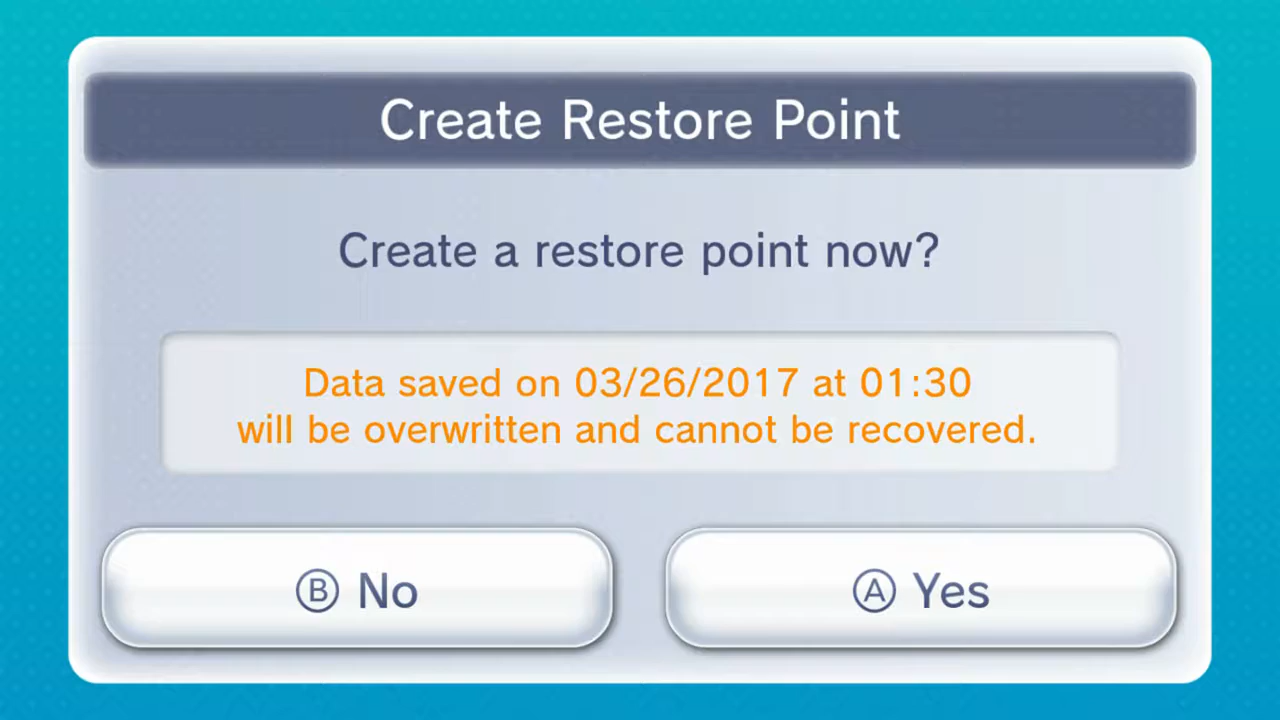 Create Restore Point
Create a restore point now?
Data saved on 03/26/2017 at 01:30
will be overwritten and cannot be recovered.
Ⓑ No
Ⓐ Yes